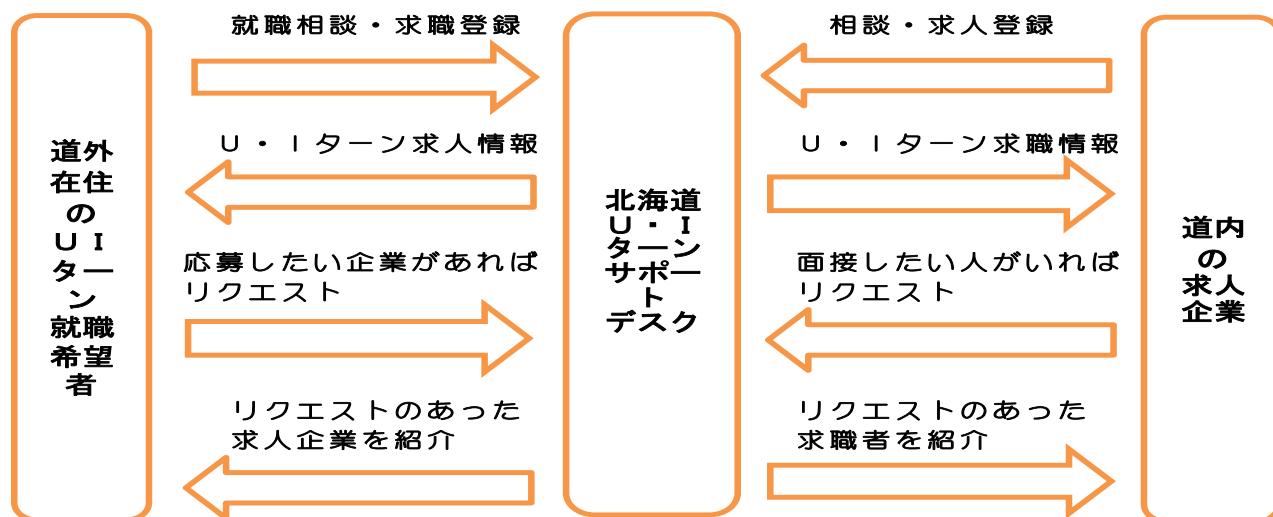 就職相談・求職登録
相談・求人登録
U・Iターン求人情報
U・Iターン求職情報
道外
在住
の
UI
ター
ン
就職
希望
者
北海道
U・I
ターン
サポー
ト
デスク
道内
の
求人
企業
応募したい企業があれば
リクエスト
面接したい人がいれば
リクエスト
リクエストのあった
求人企業を紹介
リクエストのあった
求職者を紹介